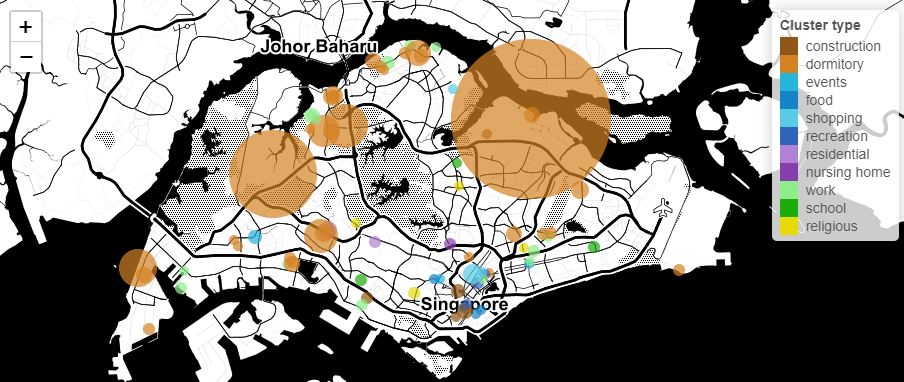 +
−
Johor Baharu
Singapore
Cluster type
construction
dormitory
events
food
shopping
recreation
residential
nursing home
work
school
religious